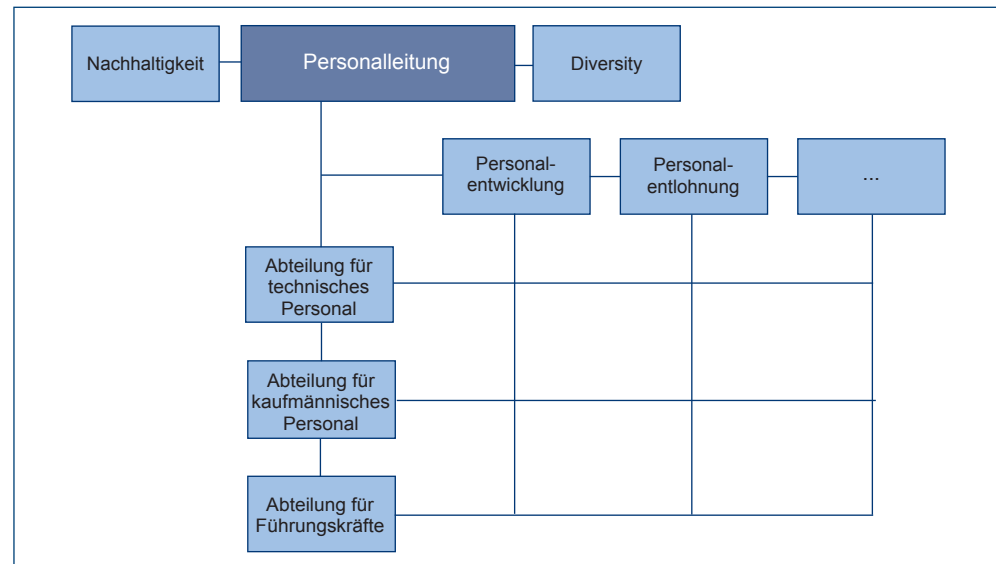 Nachhaltigkeit
Personalleitung
Diversity
Personal-
entwicklung
Personal-
entlohnung
...
Abteilung für
technisches
Personal
Abteilung für
kaufmännisches
Personal
Abteilung für
Führungskräfte